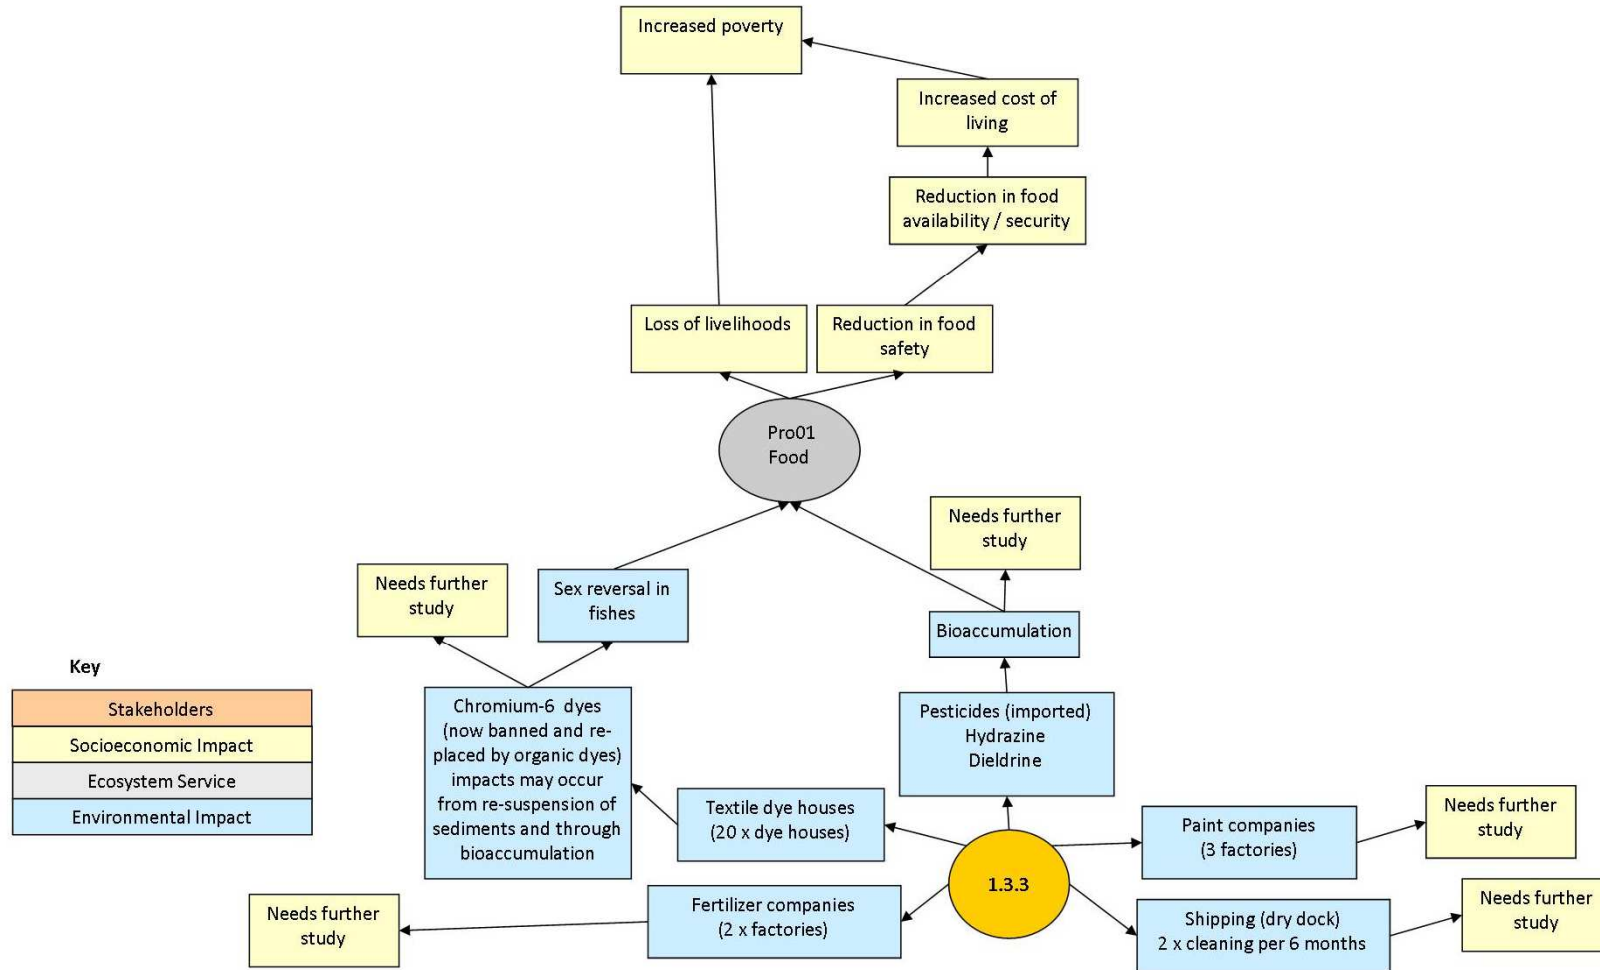 Increased poverty
Increased cost of
living
Reduction in food
availability / security
Loss of livelihoods
Reduction in food
safety
Pro01
Food
Needs further
study
Needs further
study
Sex reversal in
fishes
Bioaccumulation
Key
Stakeholders
Socioeconomic Impact
Ecosystem Service
Environmental Impact
Chromium-6 dyes
(now banned and re-
placed by organic dyes)
impacts may occur
from re-suspension of
sediments and through
bioaccumulation
Pesticides (imported)
Hydrazine
Dieldrine
Textile dye houses
(20 x dye houses)
Paint companies
(3 factories)
Needs further
study
1.3.3
Fertilizer companies
(2 x factories)
Needs further
study
Shipping (dry dock)
2 x cleaning per 6 months
Needs further
study